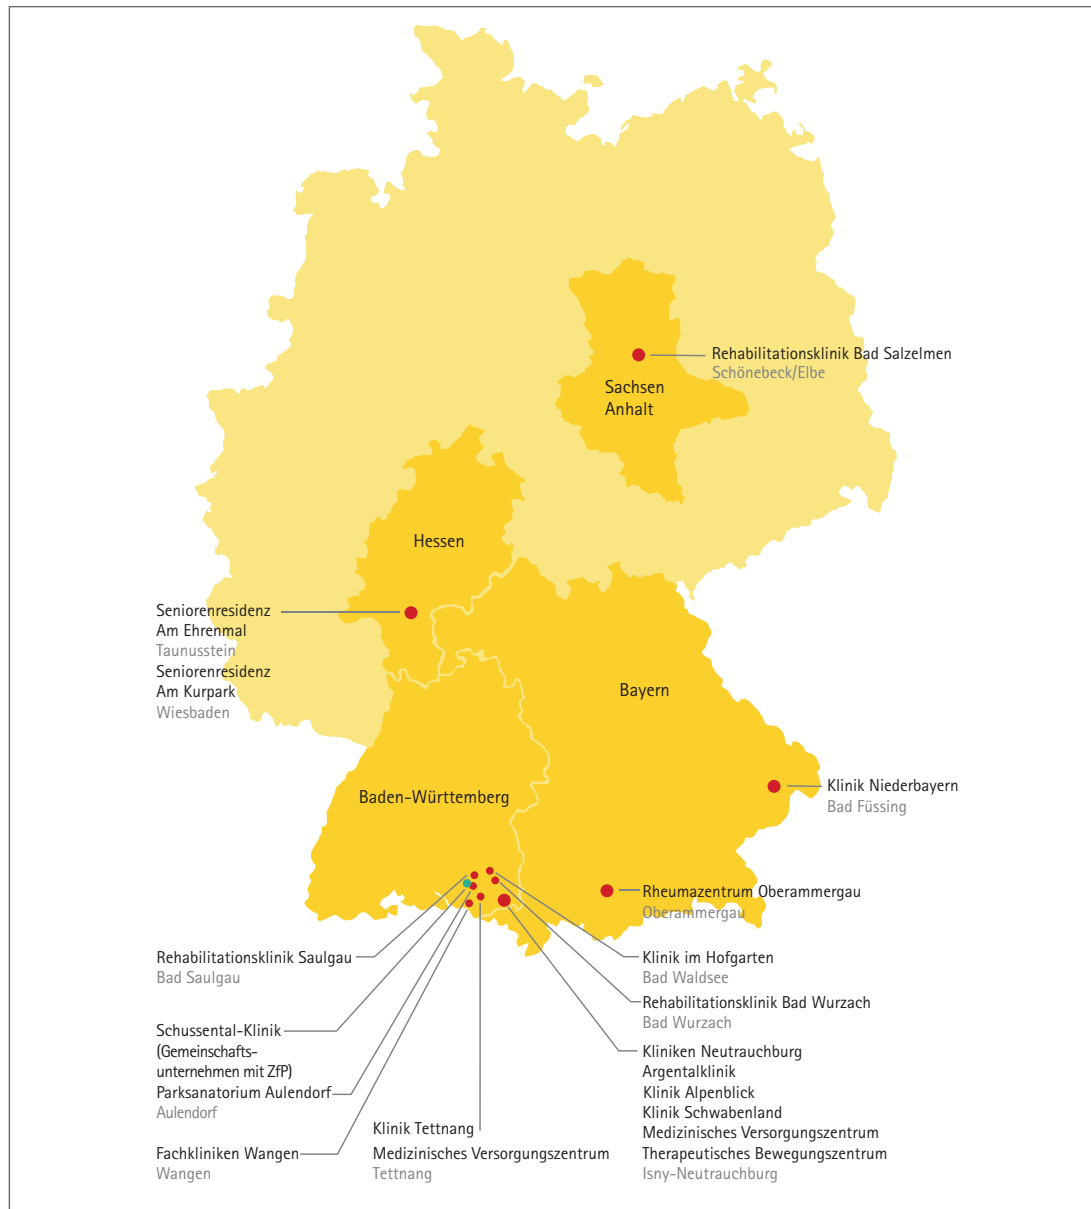 Rehabilitationsklinik Bad Salzelmen
Schönebeck/Elbe
Sachsen
Anhalt
Hessen
Seniorenresidenz
Am Ehrenmal
Taunusstein
Seniorenresidenz
Am Kurpark
Wiesbaden
Bayern
Baden-Württemberg
Klinik Niederbayern
Bad Füssing
Rheumazentrum Oberammergau
Oberammergau
Rehabilitationsklinik Saulgau
Bad Saulgau
Schussental-Klinik
(Gemeinschafts-
unternehmen mit ZfP)
Parksanatorium Aulendorf
Aulendorf
Fachkliniken Wangen
Wangen
Klinik Tettnang
Medizinisches Versorgungszentrum
Tettnang
Klinik im Hofgarten
Bad Waldsee
Rehabilitationsklinik Bad Wurzach
Bad Wurzach
Kliniken Neutrauchburg
Argentalklinik
Klinik Alpenblick
Klinik Schwabenland
Medizinisches Versorgungszentrum
Therapeutisches Bewegungszentrum
Isny-Neutrauchburg